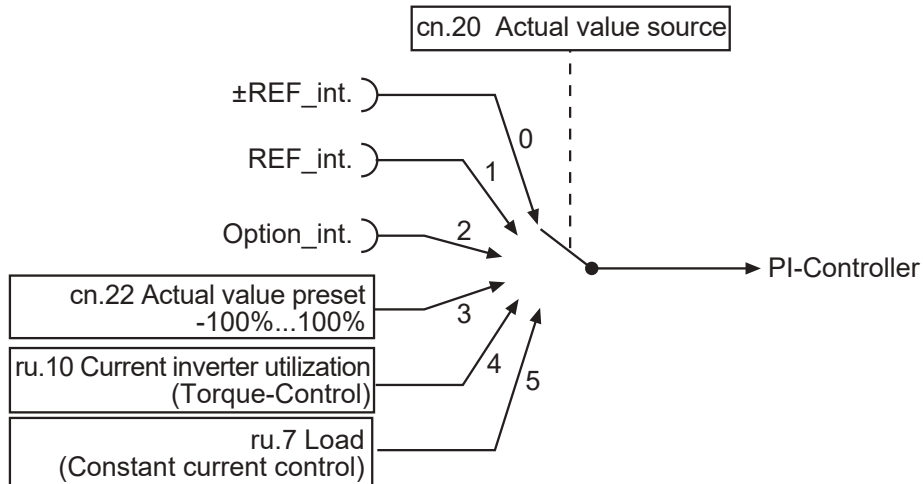 cn.20 Actual value source
±REF_int.
0
REF_int.
1
Option_int.
2
PI-Controller
cn.22 Actual value preset
-100%...100%
3
ru.10 Current inverter utilization
(Torque-Control)
4
5
ru.7 Load
(Constant current control)